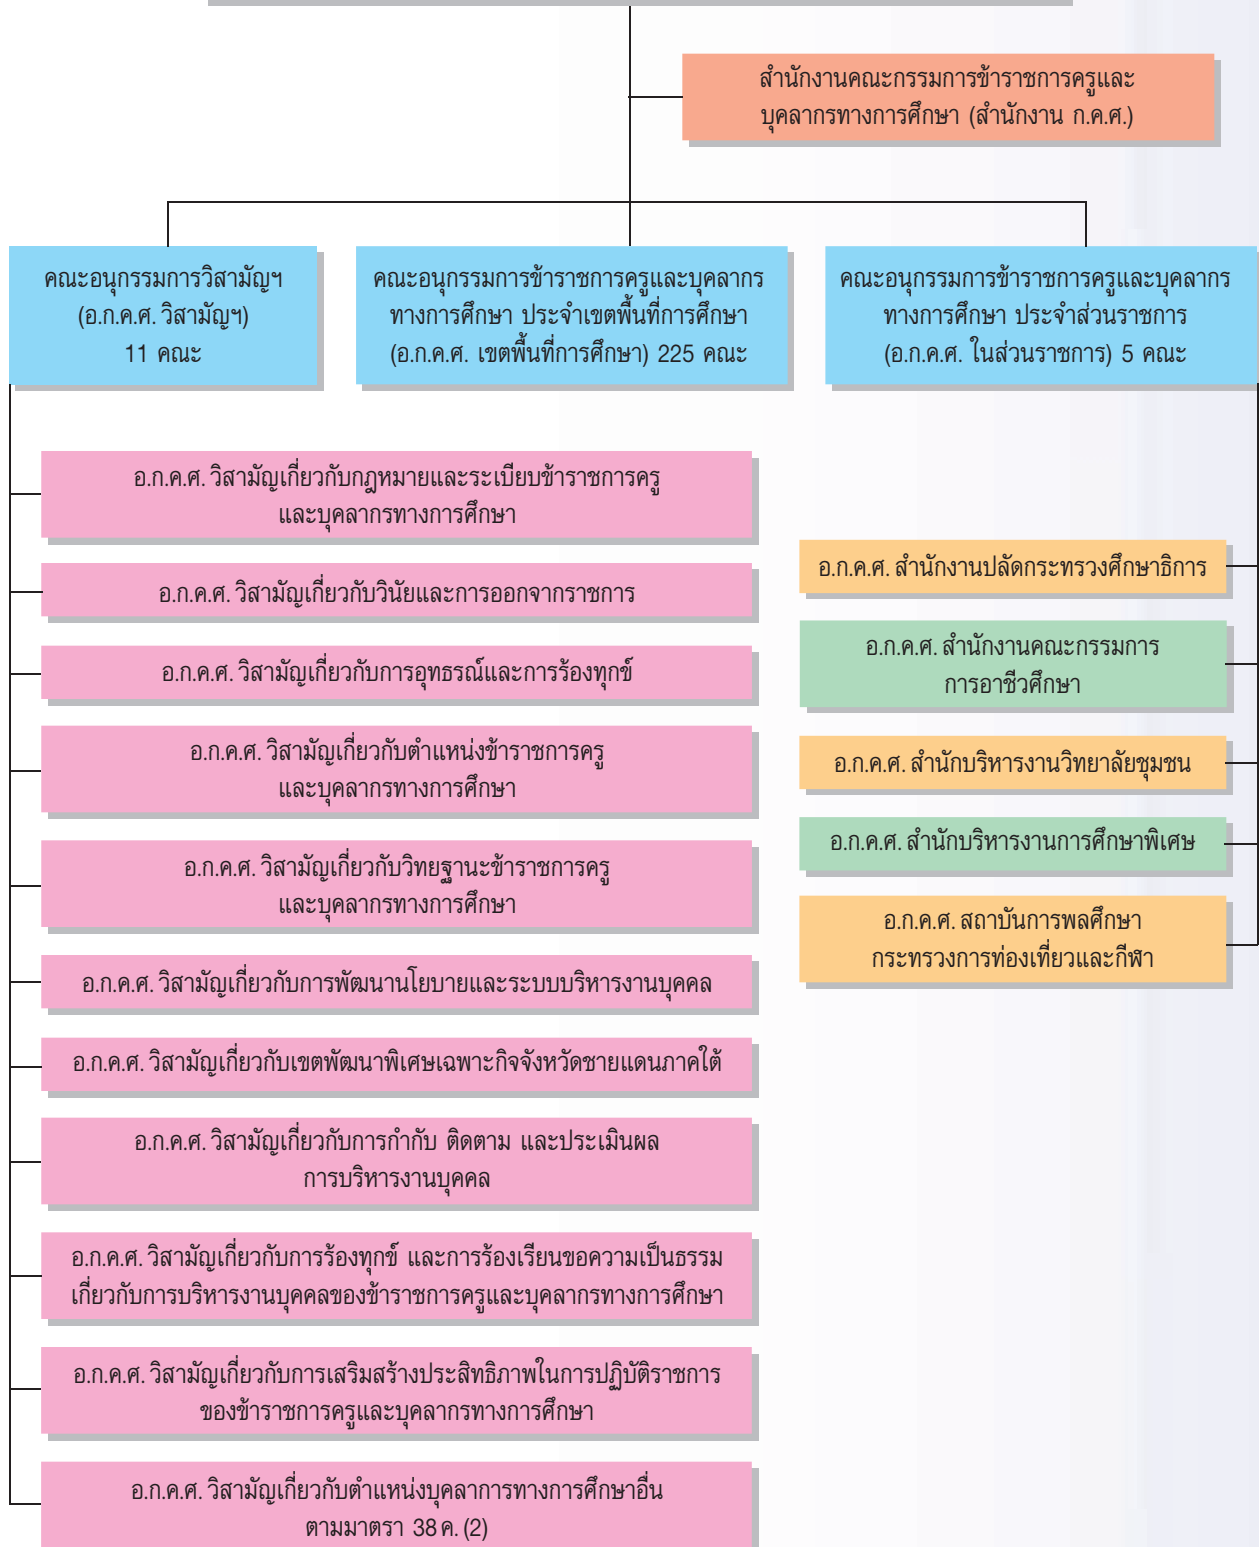 สำนักงานคณะกรรมการข้าราชการครูและ
บุคลากรทางการศึกษา (สำนักงาน ก.ค.ศ.)
คณะอนุกรรมการวิสามัญฯ
(อ.ก.ค.ศ. วิสามัญฯ)
11 คณะ
คณะอนุกรรมการข้าราชการครูและบุคลากร
ทางการศึกษา ประจำเขตพื้นที่การศึกษา
(อ.ก.ค.ศ. เขตพื้นที่การศึกษา) 225 คณะ
คณะอนุกรรมการข้าราชการครูและบุคลากร
ทางการศึกษา ประจำส่วนราชการ
(อ.ก.ค.ศ. ในส่วนราชการ) 5 คณะ
อ.ก.ค.ศ. วิสามัญเกี่ยวกับกฎหมายและระเบียบข้าราชการครู
และบุคลากรทางการศึกษา
อ.ก.ค.ศ. วิสามัญเกี่ยวกับวินัยและการออกจากราชการ
อ.ก.ค.ศ. วิสามัญเกี่ยวกับการอุทธรณ์และการร้องทุกข์
อ.ก.ค.ศ. วิสามัญเกี่ยวกับตำแหน่งข้าราชการครู
และบุคลากรทางการศึกษา
อ.ก.ค.ศ. วิสามัญเกี่ยวกับวิทยฐานะข้าราชการครู
และบุคลากรทางการศึกษา
อ.ก.ค.ศ. วิสามัญเกี่ยวกับการพัฒนานโยบายและระบบบริหารงานบุคคล
อ.ก.ค.ศ. วิสามัญเกี่ยวกับเขตพัฒนาพิเศษเฉพาะกิจจังหวัดชายแดนภาคใต้
อ.ก.ค.ศ. วิสามัญเกี่ยวกับการกำกับ ติดตาม และประเมินผล
การบริหารงานบุคคล
อ.ก.ค.ศ. วิสามัญเกี่ยวกับการร้องทุกข์ และการร้องเรียนขอความเป็นธรรม
เกี่ยวกับการบริหารงานบุคคลของข้าราชการครูและบุคลากรทางการศึกษา
อ.ก.ค.ศ. วิสามัญเกี่ยวกับการเสริมสร้างประสิทธิภาพในการปฏิบัติราชการ
ของข้าราชการครูและบุคลากรทางการศึกษา
อ.ก.ค.ศ. วิสามัญเกี่ยวกับตำแหน่งบุคลาการทางการศึกษาอื่น
ตามมาตรา 38 ค. (2)
อ.ก.ค.ศ. สำนักงานปลัดกระทรวงศึกษาธิการ
อ.ก.ค.ศ. สำนักงานคณะกรรมการ
การอาชีวศึกษา
อ.ก.ค.ศ. สำนักบริหารงานวิทยาลัยชุมชน
อ.ก.ค.ศ. สำนักบริหารงานการศึกษาพิเศษ
อ.ก.ค.ศ. สถาบันการพลศึกษา
กระทรวงการท่องเที่ยวและกีฬา